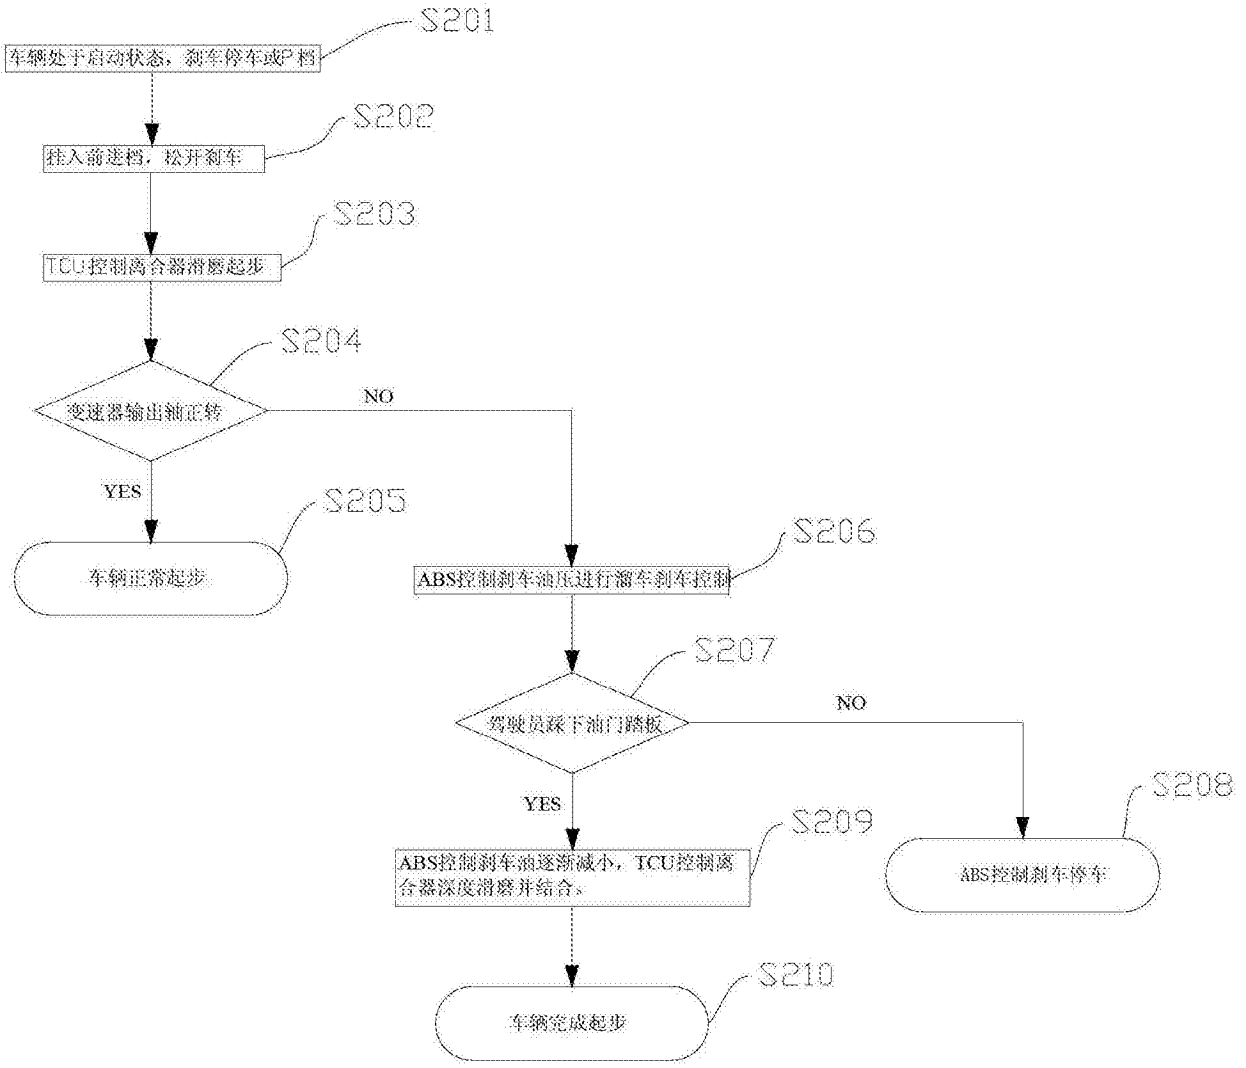 S201
车辆处于启动状态，刹车停车或P档
S202
挂入前进档，松开刹车
S203
TCU控制离合器滑磨起步
S204
变速器输出轴正转
NO
YES
S205
车辆正常起步
S206
ABS控制刹车油压进行溜车刹车控制
S207
驾驶员踩下油门踏板
NO
YES
S208
ABS控制刹车停车
S209
ABS控制刹车油逐渐减小，TCU控制离
合器深度滑磨并结合。
S210
车辆完成起步